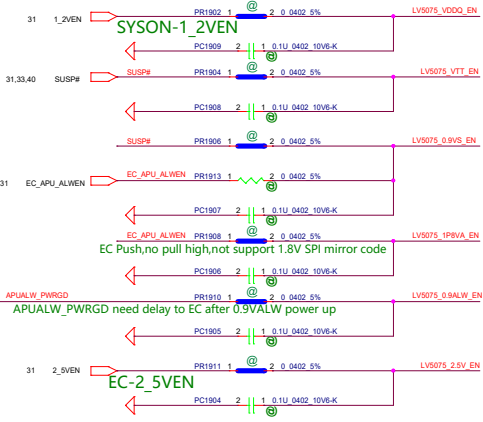 PR1902 1 @ 2 0_0402_5% LV5075_VDDQ_EN
31 1_2VEN
SYSON-1_2VEN
PC1909 2 1 0.1U_0402_10V6-K
@
31,33,40 SUSP# SUSP# PR1904 1 @ 2 0_0402_5% LV5075_VTT_EN
PC1908 2 1 0.1U_0402_10V6-K
@
SUSP# PR1906 1 @ 2 0_0402_5% LV5075_0.9VS_EN
31 EC_APU_ALWEN EC_APU_ALWEN PR1913 1 2 0_0402_5%
@
PC1907 2 1 0.1U_0402_10V6-K
@
EC_APU_ALWEN PR1908 1 @ 2 0_0402_5% LV5075_1P8VA_EN
EC Push,no pull high,not support 1.8V SPI mirror code
PC1906 2 1 0.1U_0402_10V6-K
@
APUALW_PWRGD PR1910 1 @ 2 0_0402_5% LV5075_0.9ALW_EN
APUALW_PWRGD need delay to EC after 0.9VALW power up
PC1905 2 1 0.1U_0402_10V6-K
@
31 2_5VEN PR1911 1 @ 2 0_0402_5% LV5075_2.5V_EN
EC-2_5VEN
PC1904 2 1 0.1U_0402_10V6-K
@